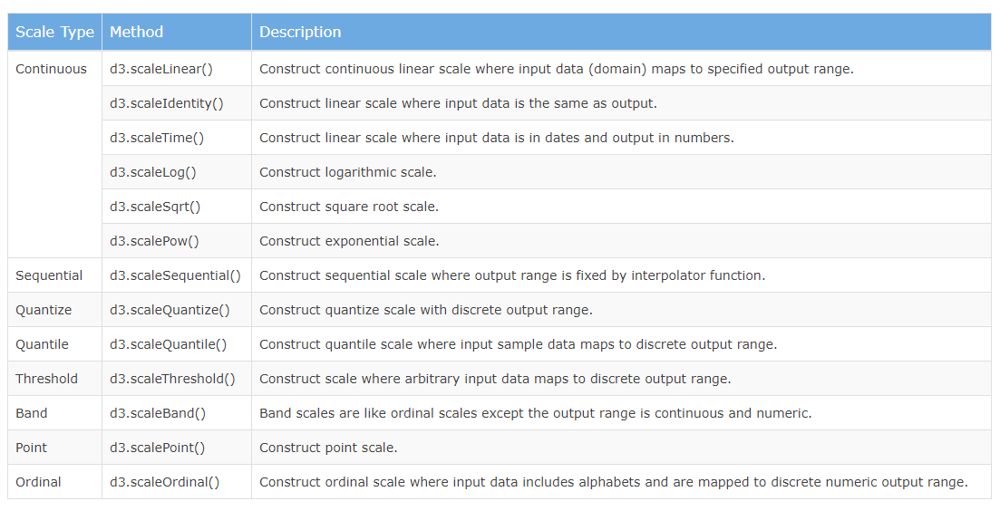 Scale Type Method Description
Continuous d3.scaleLinear() Construct continuous linear scale where input data (domain) maps to specified output range.
d3.scaleIdentity() Construct linear scale where input data is the same as output.
d3.scaleTime() Construct linear scale where input data is in dates and output in numbers.
d3.scaleLog() Construct logarithmic scale.
d3.scaleSqrt() Construct square root scale.
d3.scalePow() Construct exponential scale.
Sequential d3.scaleSequential() Construct sequential scale where output range is fixed by interpolator function.
Quantize d3.scaleQuantize() Construct quantize scale with discrete output range.
Quantile d3.scaleQuantile() Construct quantile scale where input sample data maps to discrete output range.
Threshold d3.scaleThreshold() Construct scale where arbitrary input data maps to discrete output range.
Band d3.scaleBand() Band scales are like ordinal scales except the output range is continuous and numeric.
Point d3.scalePoint() Construct point scale.
Ordinal d3.scaleOrdinal() Construct ordinal scale where input data includes alphabets and are mapped to discrete numeric output range.